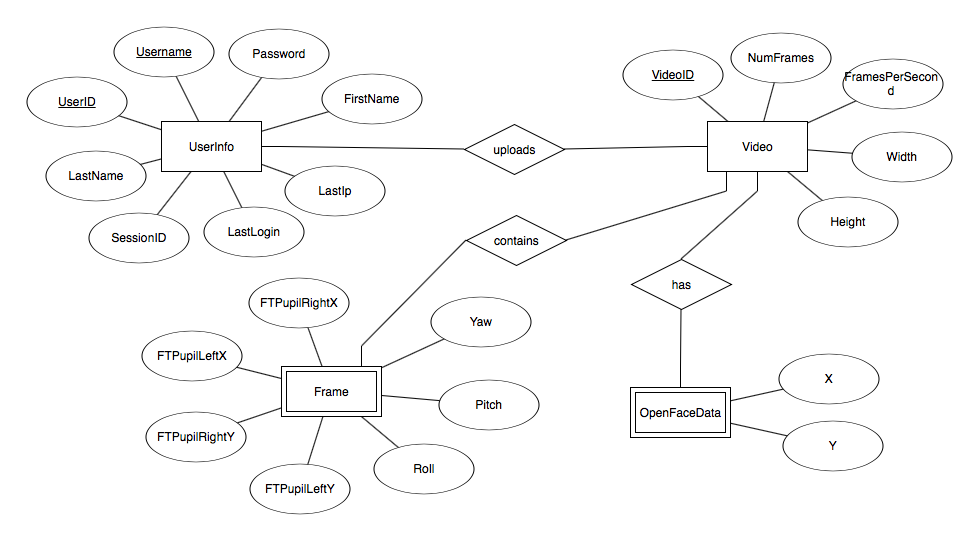 Username
Password
UserID
FirstName
UserInfo
LastName
LastIp
SessionID
LastLogin
uploads
VideoID
NumFrames
FramesPerSecon
d
Video
Width
Height
contains
has
FTPupilRightX
Yaw
FTPupilLeftX
Frame
Pitch
FTPupilRightY
Roll
FTPupilLeftY
OpenFaceData
X
Y